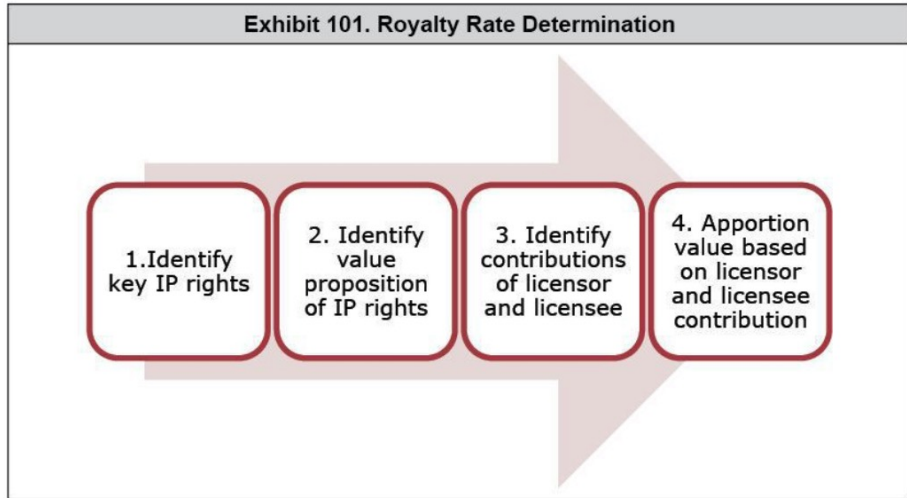 Exhibit 101. Royalty Rate Determination
1.Identify
key IP rights
2. Identify
value
proposition
of IP rights
3. Identify
contributions
of licensor
and licensee
4. Apportion
value based
on licensor
and licensee
contribution